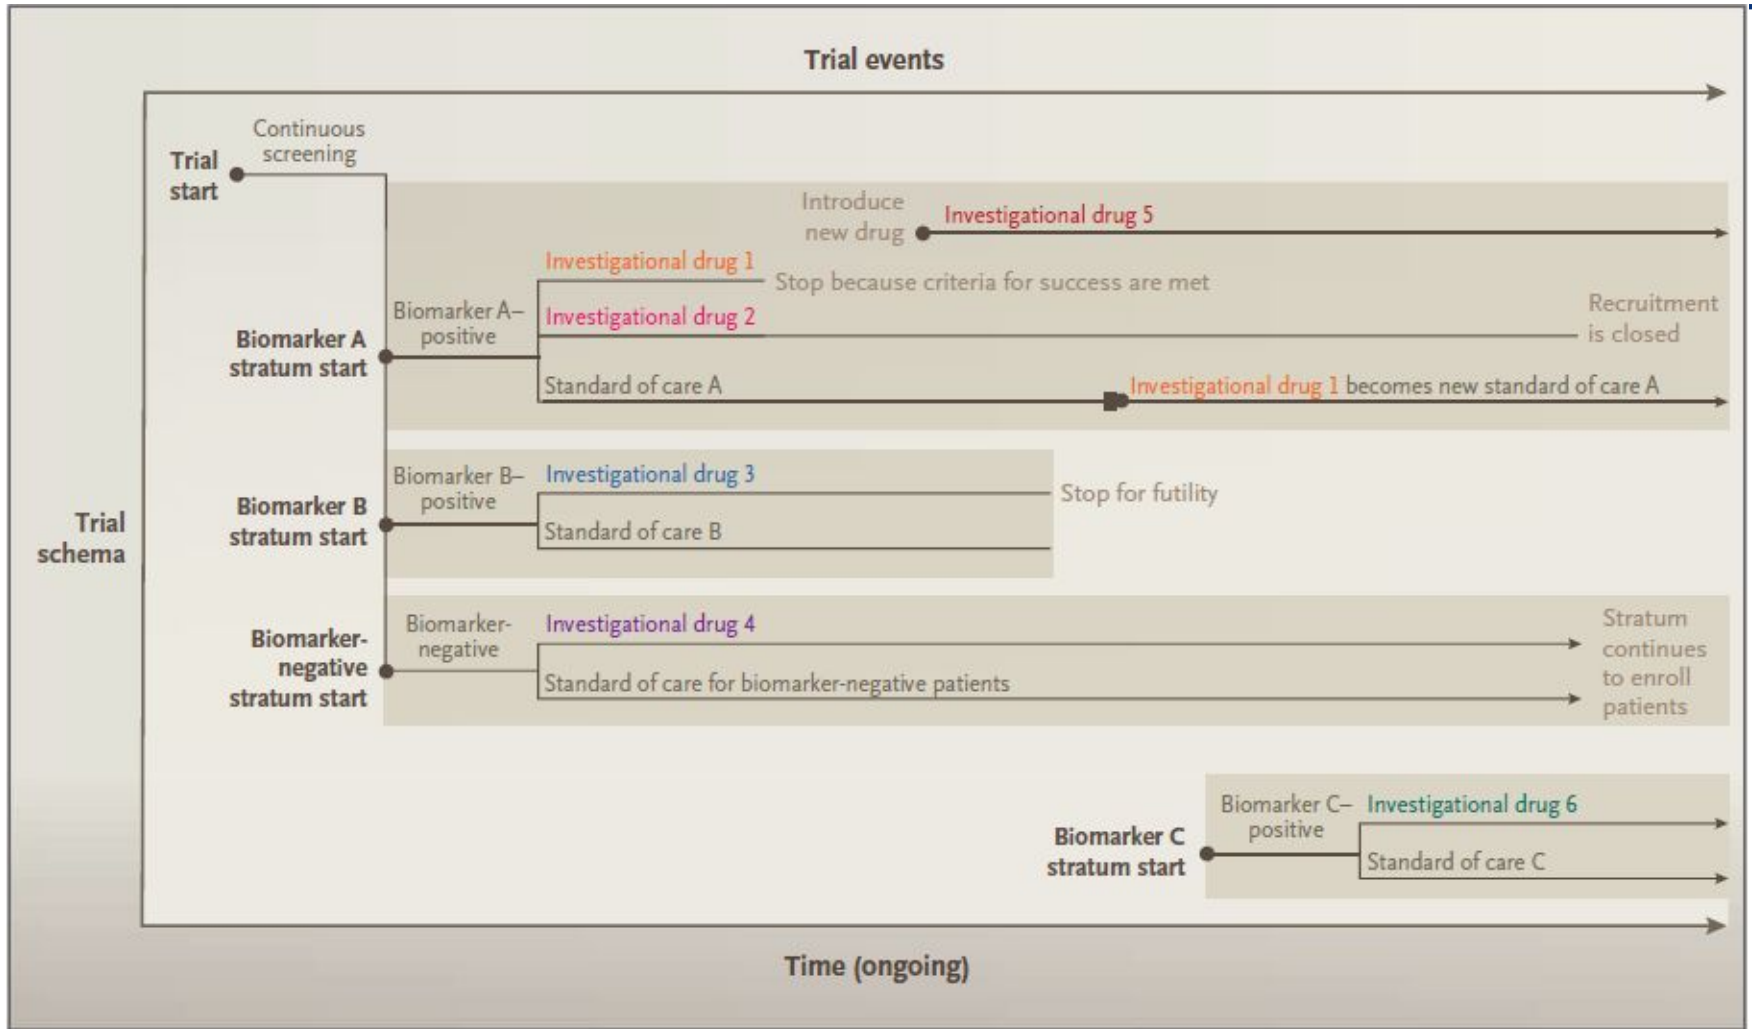 Trial events
Continuous
screening
Trial
start
Introduce
new drug
Investigational drug 5
Investigational drug 1
Stop because criteria for success are met
Biomarker A–
positive
Investigational drug 2
Recruitment
is closed
Biomarker A
stratum start
Standard of care A
Investigational drug 1 becomes new standard of care A
Biomarker B–
positive
Investigational drug 3
Stop for futility
Biomarker B
stratum start
Standard of care B
Trial
schema
Biomarker-
negative
Investigational drug 4
Stratum
continues
to enroll
patients
Biomarker-
negative
stratum start
Standard of care for biomarker-negative patients
Biomarker C–
positive
Investigational drug 6
Biomarker C
stratum start
Standard of care C
Time (ongoing)